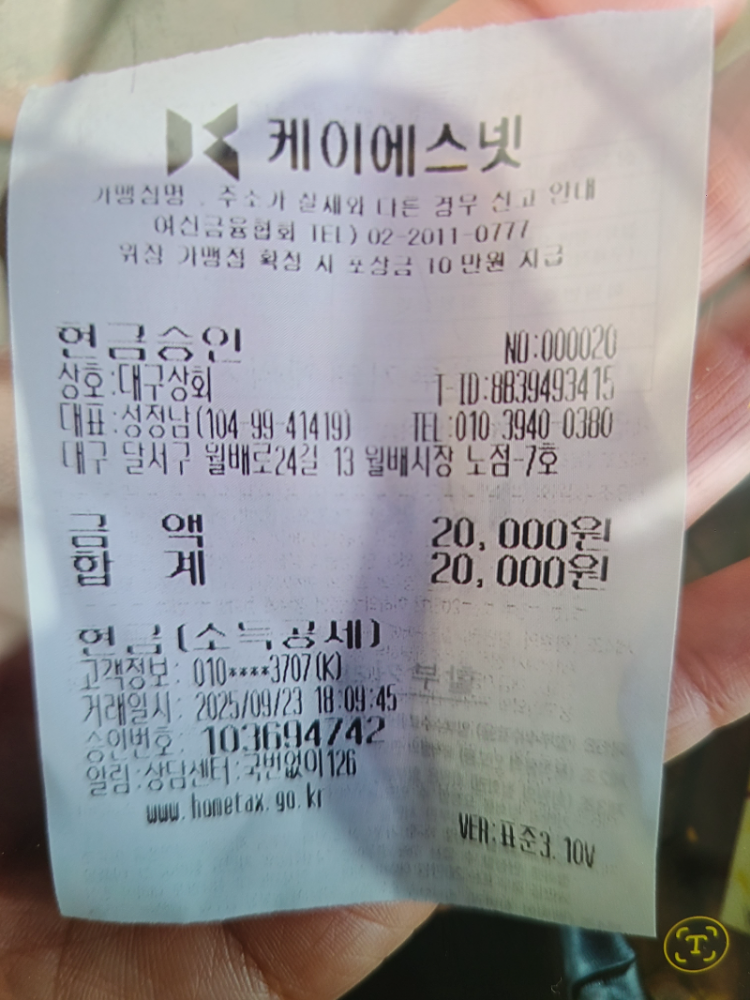 케이에스넷
가맹점명, 주소가 실제와 다른 경우 신고 안내
여신금융협회 TEL) 02-2011-0777
위장 가맹점 확정 시 포상금 10 만원 지급
현금승인 NO:000020
상호:대구상회 T-ID:8B39493415
대표:성정남(104-99-41419) TEL:010-3940-0380
대구 달서구 월배로24길 13 월배시장 노점-7호
금 액 20,000원
합 계 20,000원
현금(소득공제)
고객정보: 010****3707(K)
거래일시: 2025/09/23 18:09:45
승인번호: 103694742
알림:상담센터:국번없이126
www.hometax.go.kr
VER:표준3.10V